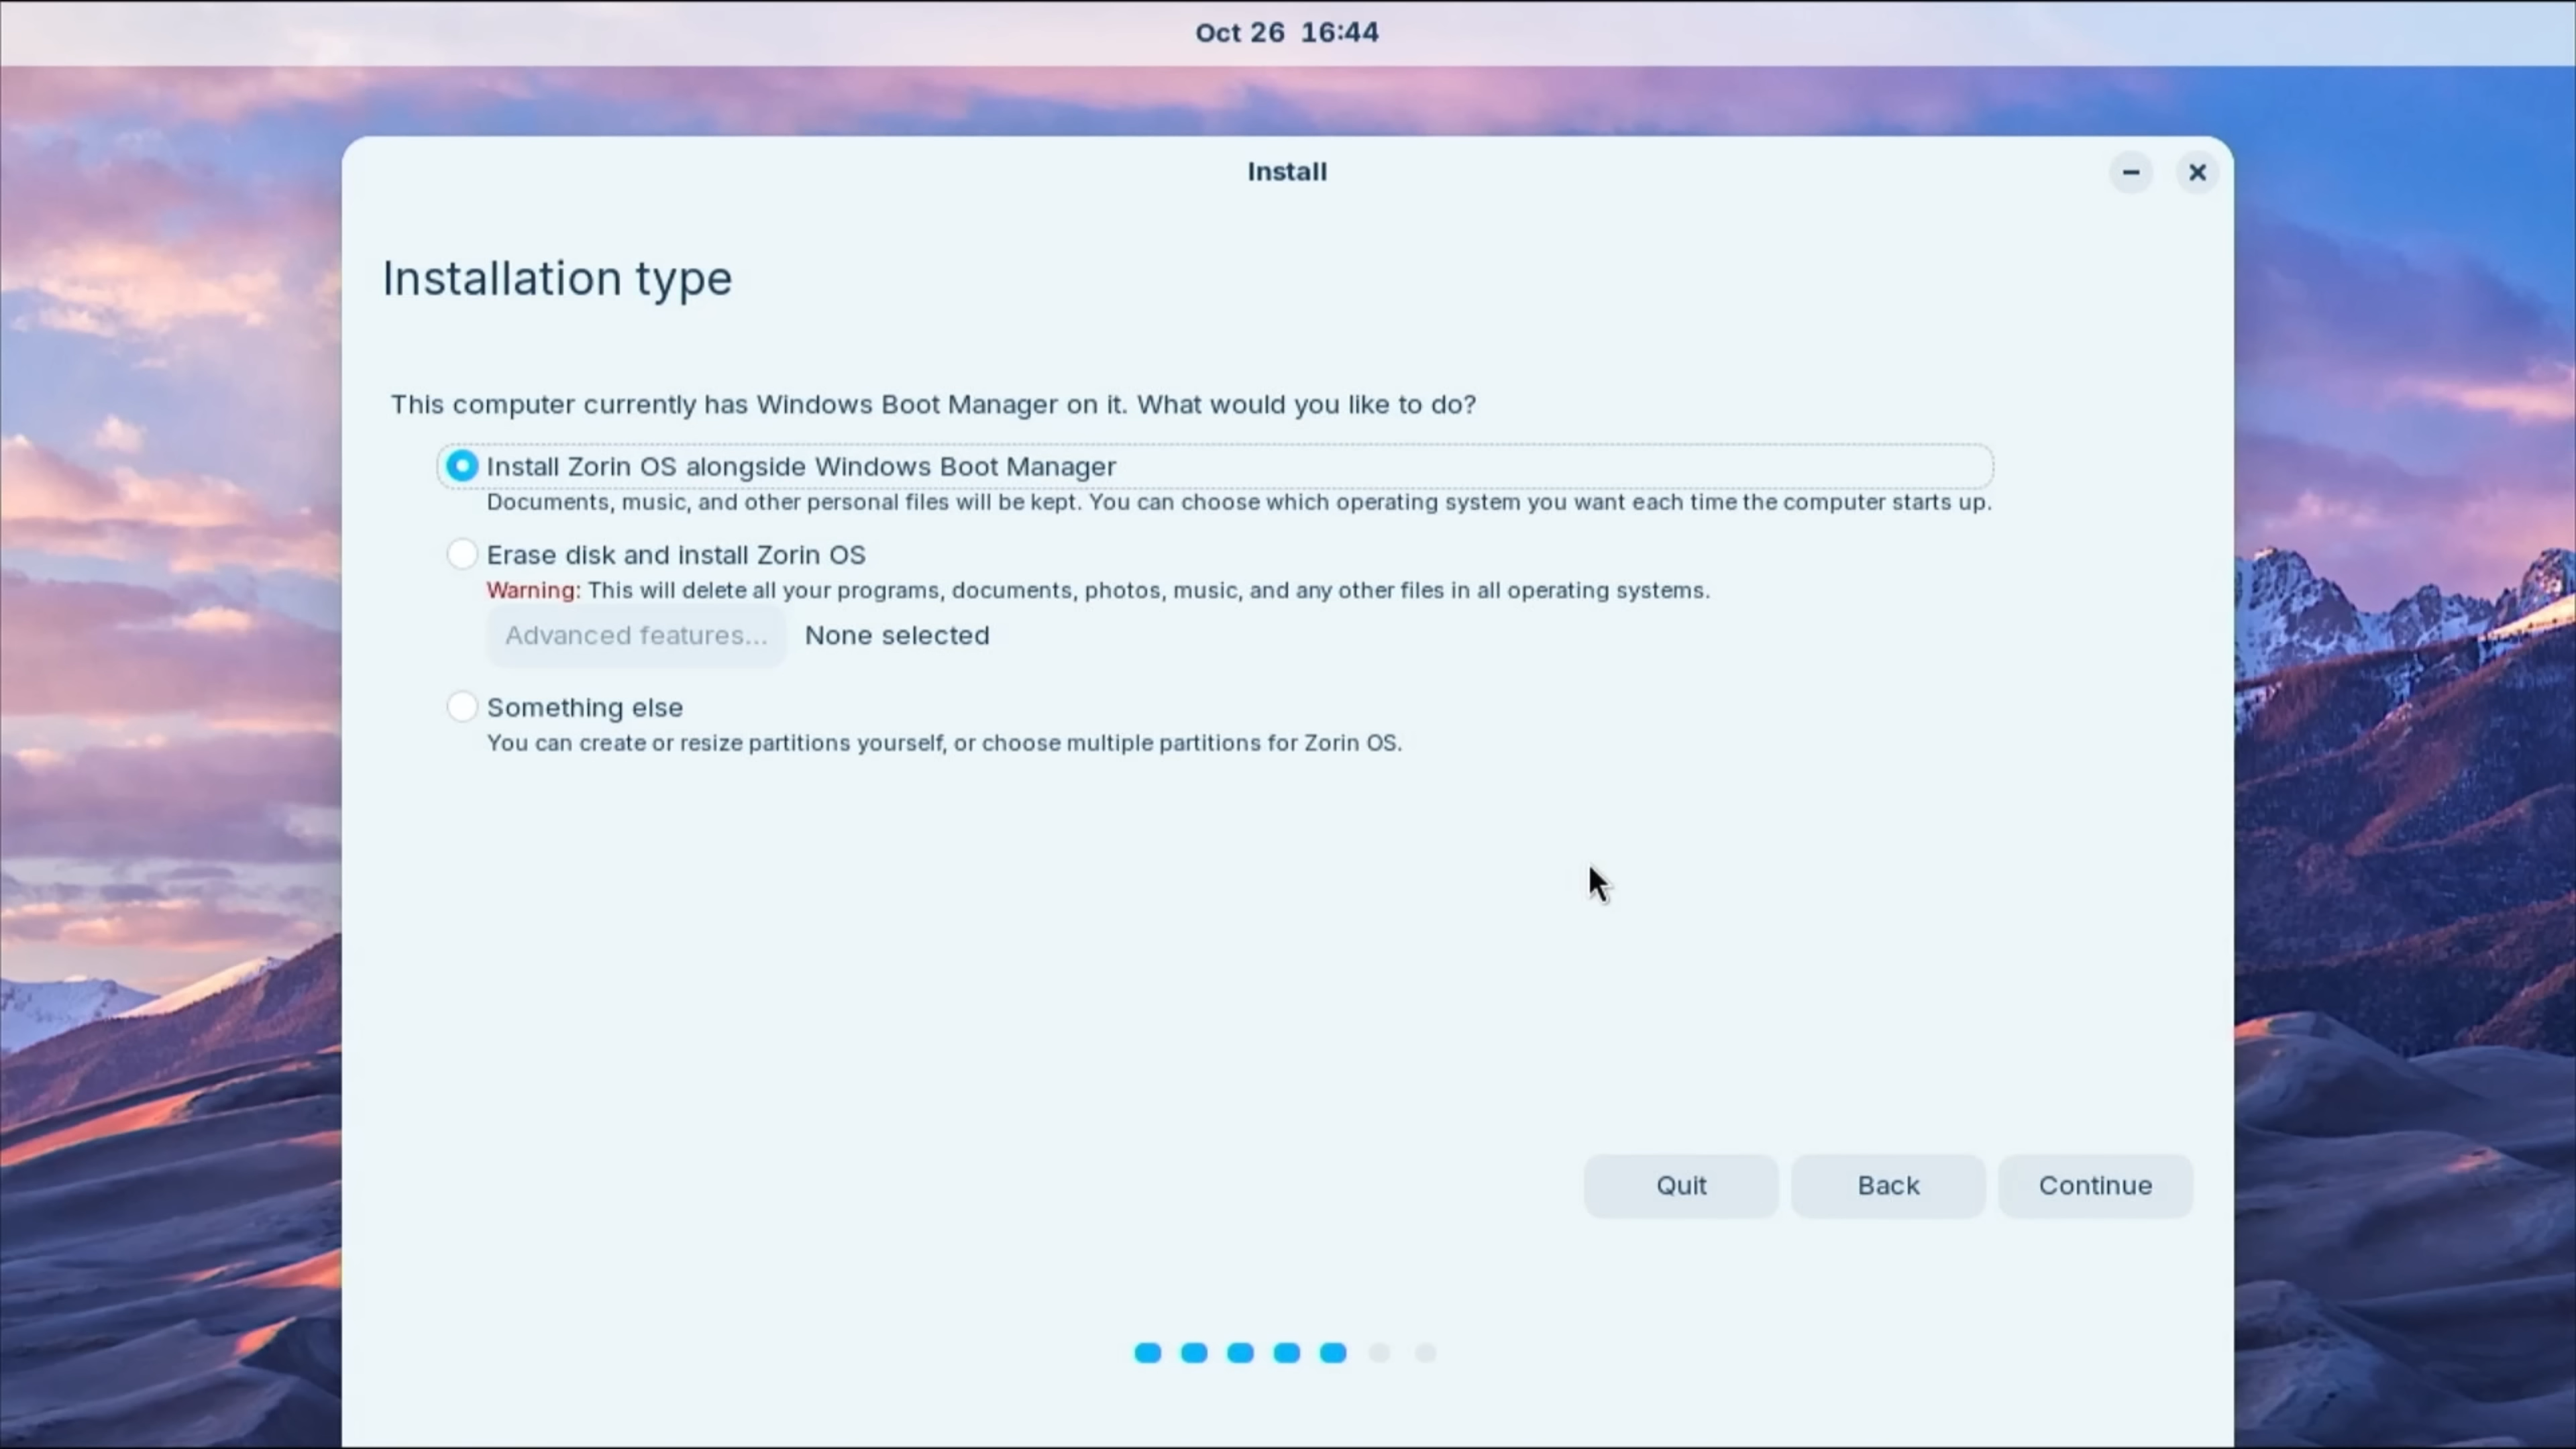 Oct 26 16:44
Install
Installation type
This computer currently has Windows Boot Manager on it. What would you like to do?
Install Zorin OS alongside Windows Boot Manager
Documents, music, and other personal files will be kept. You can choose which operating system you want each time the computer starts up.
Erase disk and install Zorin OS
Warning: This will delete all your programs, documents, photos, music, and any other files in all operating systems.
Advanced features... None selected
Something else
You can create or resize partitions yourself, or choose multiple partitions for Zorin OS.
Quit Back Continue